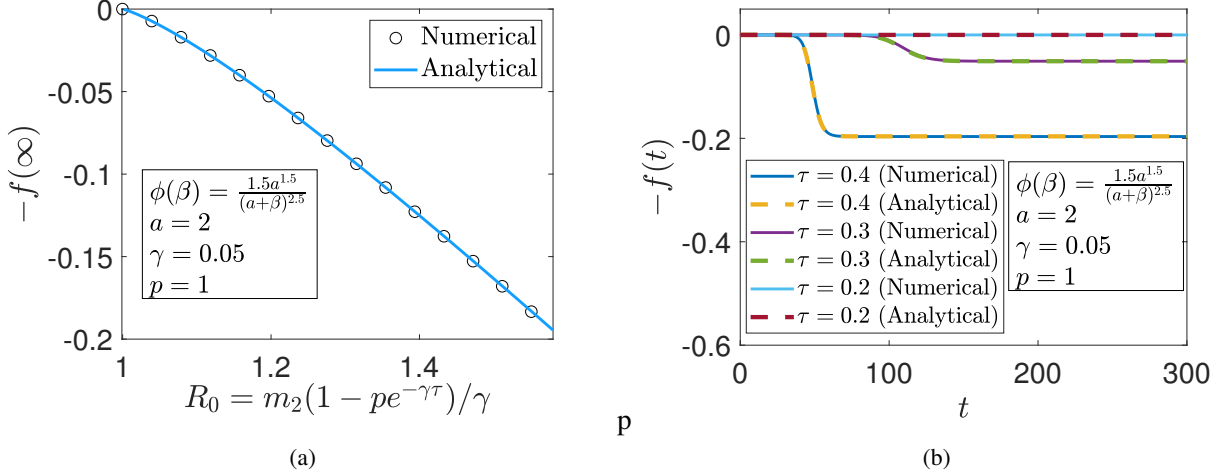 -0
-0.05
-0.1
-0.15
-0.2
−f(∞)
○ Numerical
Analytical
ϕ(β) = 1.5a^{1.5}/(a+β)^{2.5}
a = 2
γ = 0.05
p = 1
1 1.2 1.4
R_0 = m_2(1 − pe^{−γτ})/γ
(a)
p
-0
-0.2
-0.4
-0.6
−f(t)
τ = 0.4 (Numerical)
τ = 0.4 (Analytical)
τ = 0.3 (Numerical)
τ = 0.3 (Analytical)
τ = 0.2 (Numerical)
τ = 0.2 (Analytical)
ϕ(β) = 1.5a^{1.5}/(a+β)^{2.5}
a = 2
γ = 0.05
p = 1
0 100 200 300
t
(b)